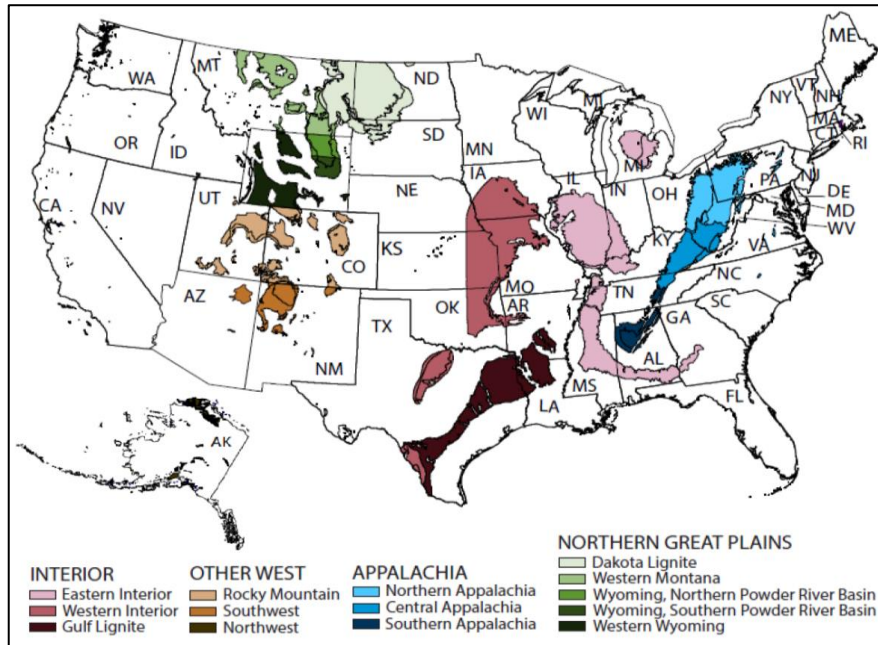 WA
MT
ND
ME
OR
ID
SD
MN
WI
MI
NY
VT
NH
MA
CT
RI
CA
NV
UT
NE
IA
IL
IN
OH
PA
NJ
DE
MD
WV
MI
CO
KS
MO
KY
VA
AZ
NM
OK
AR
TN
NC
SC
TX
LA
MS
AL
GA
FL
AK
INTERIOR
Eastern Interior
Western Interior
Gulf Lignite
OTHER WEST
Rocky Mountain
Southwest
Northwest
APPALACHIA
Northern Appalachia
Central Appalachia
Southern Appalachia
NORTHERN GREAT PLAINS
Dakota Lignite
Western Montana
Wyoming, Northern Powder River Basin
Wyoming, Southern Powder River Basin
Western Wyoming